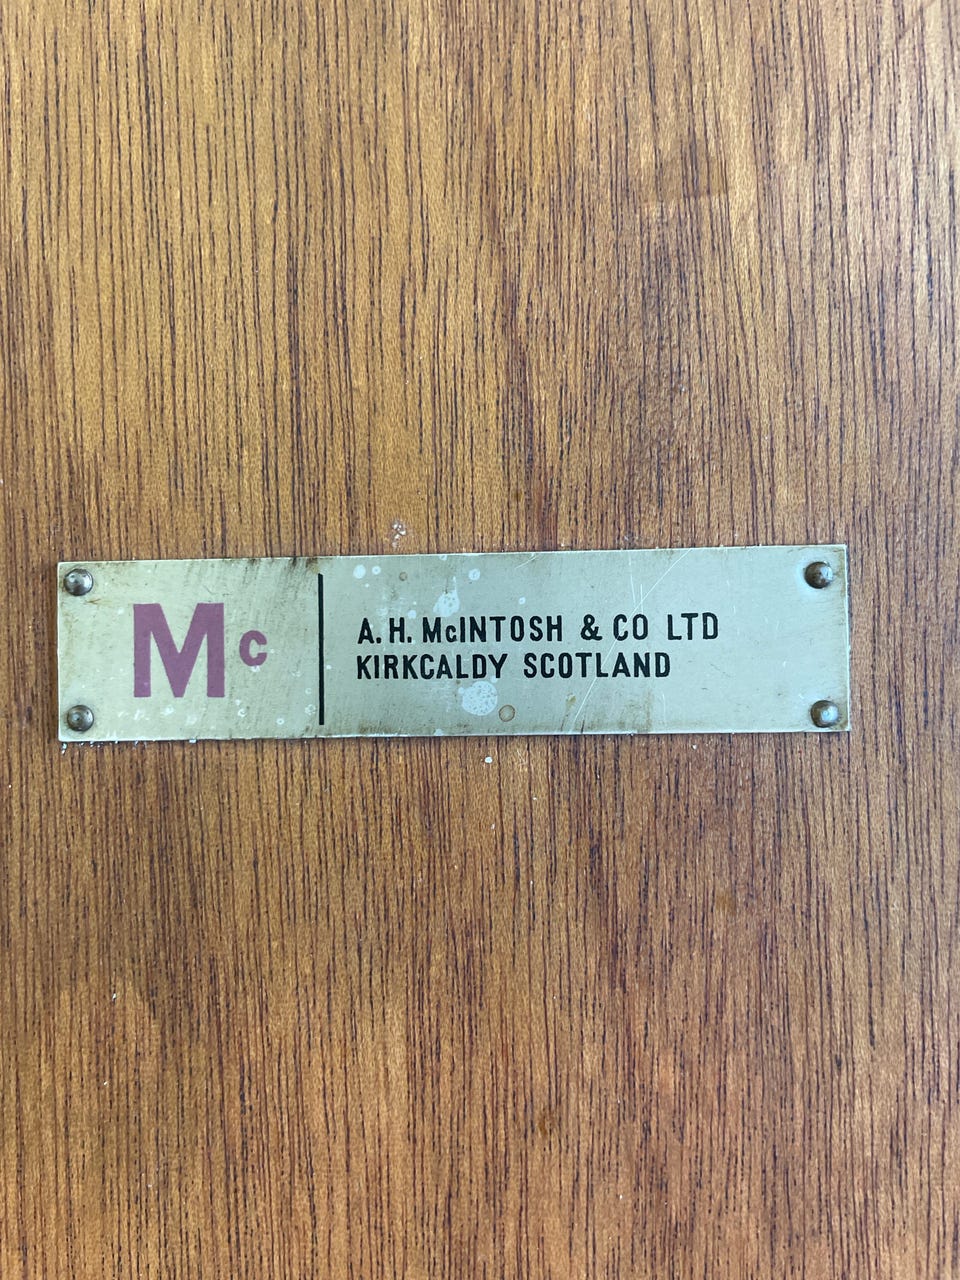 Mc
A. H. McINTOSH & CO LTD
KIRKCALDY SCOTLAND